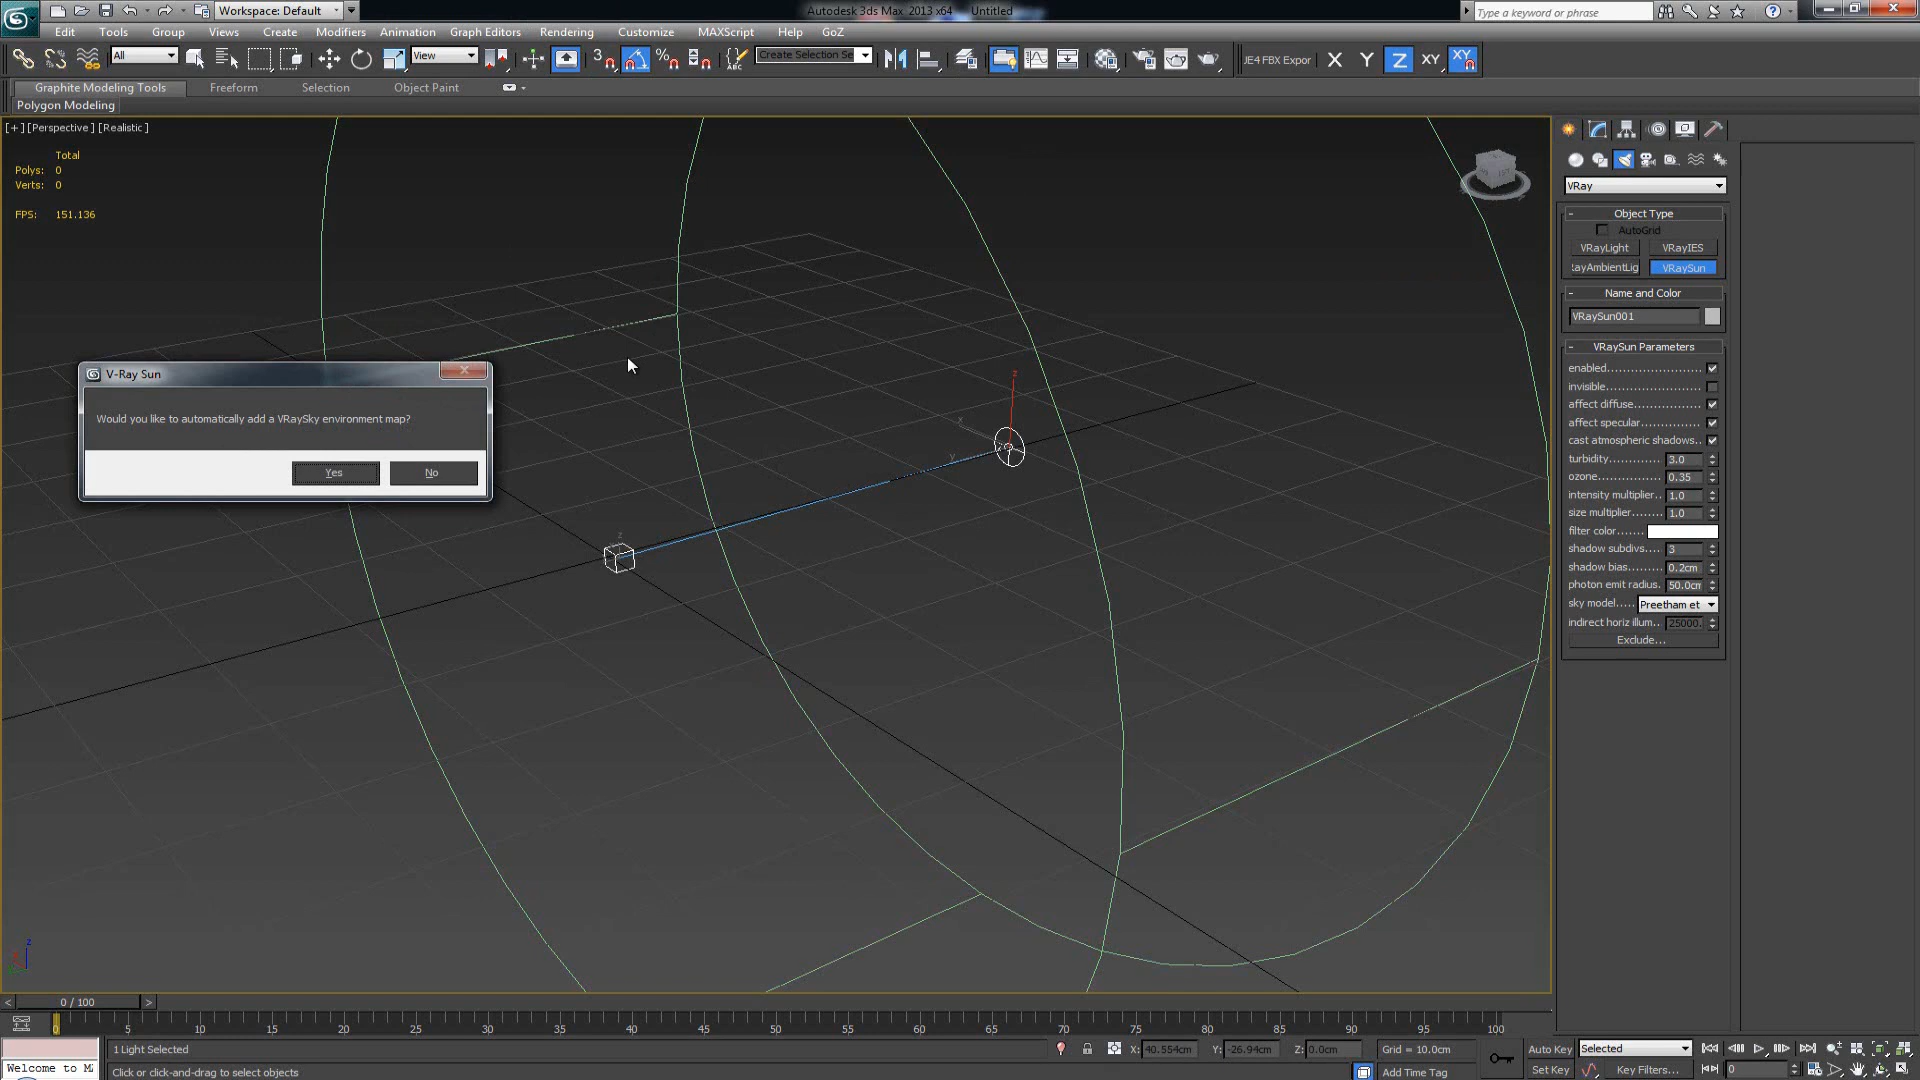 Workspace: Default
Autodesk 3ds Max 2013 x64
Untitled
Type a keyword or phrase
Edit
Tools
Group
Views
Create
Modifiers
Animation
Graph Editors
Rendering
Customize
MAXScript
Help
GoZ
All
View
3
Create Selection Se
JE4 FBX Expor
X
Y
Z
XY
XY
Graphite Modeling Tools
Freeform
Selection
Object Paint
Polygon Modeling
[+][Perspective][Realistic]
Total
Polys: 0
Verts: 0
FPS: 151.136
V-Ray Sun
Would you like to automatically add a VRaySky environment map?
Yes
No
z
x
y
z
z
VRay
- Object Type
AutoGrid
VRayLight
VRayIES
RayAmbientLig
VRaySun
- Name and Color
VRaySun001
- VRaySun Parameters
enabled
invisible
affect diffuse
affect specular
cast atmospheric shadows..
turbidity 3.0
ozone 0.35
intensity multiplier.. 1.0
size multiplier 1.0
filter color
shadow subdivs.... 3
shadow bias 0.2cm
photon emit radius. 50.0cm
sky model..... Preetham et
indirect horiz illum.. 25000.
Exclude...
< 0 / 100 >
0 5 10 15 20 25 30 35 40 45 50 55 60 65 70 75 80 85 90 95 100
1 Light Selected
X: 40.554cm
Y: -26.94cm
Z: 0.0cm
Grid = 10.0cm
Auto Key
Selected
Welcome to MA
Click or click-and-drag to select objects
Add Time Tag
Set Key
Key Filters...
0